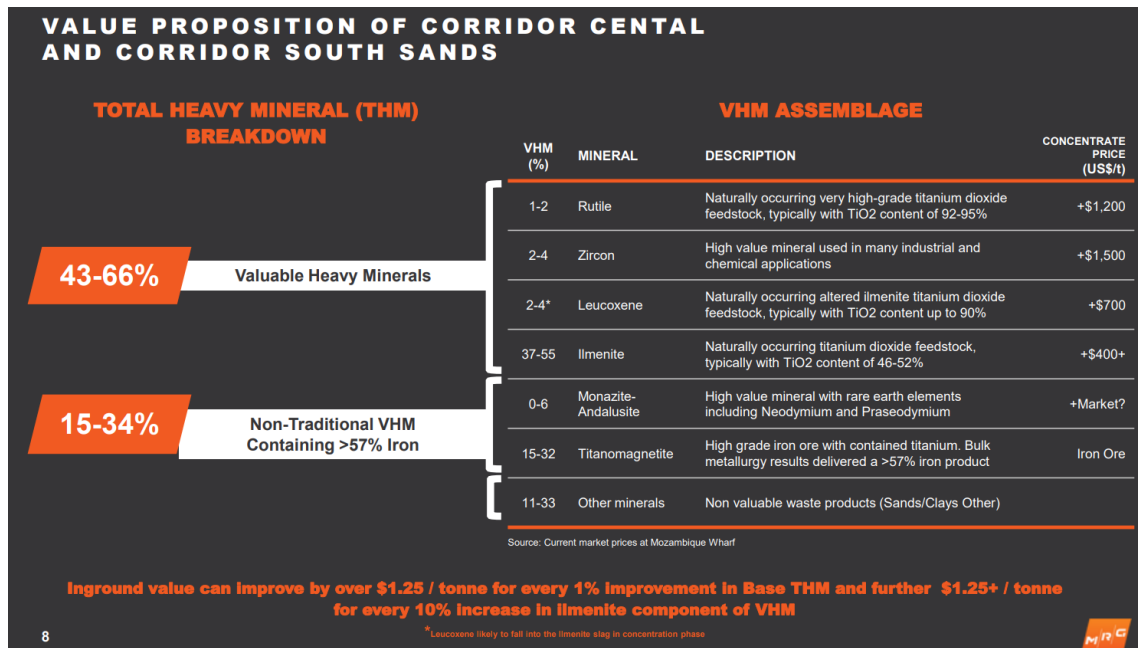 VALUE PROPOSITION OF CORRIDOR CENTAL
AND CORRIDOR SOUTH SANDS
TOTAL HEAVY MINERAL (THM)
BREAKDOWN
43-66%
Valuable Heavy Minerals
15-34%
Non-Traditional VHM
Containing >57% Iron
VHM ASSEMBLAGE
VHM
(%)
MINERAL
DESCRIPTION
CONCENTRATE
PRICE
(US$/t)
1-2
Rutile
Naturally occurring very high-grade titanium dioxide
feedstock, typically with TiO2 content of 92-95%
+$1,200
2-4
Zircon
High value mineral used in many industrial and
chemical applications
+$1,500
2-4*
Leucoxene
Naturally occurring altered ilmenite titanium dioxide
feedstock, typically with TiO2 content up to 90%
+$700
37-55
Ilmenite
Naturally occurring titanium dioxide feedstock,
typically with TiO2 content of 46-52%
+$400+
0-6
Monazite-
Andalusite
High value mineral with rare earth elements
including Neodymium and Praseodymium
+Market?
15-32
Titanomagnetite
High grade iron ore with contained titanium. Bulk
metallurgy results delivered a >57% iron product
Iron Ore
11-33
Other minerals
Non valuable waste products (Sands/Clays Other)
Source: Current market prices at Mozambique Wharf
Inground value can improve by over $1.25 / tonne for every 1% improvement in Base THM and further $1.25+ / tonne
for every 10% increase in ilmenite component of VHM
*Leucoxene likely to fall into the ilmenite slag in concentration phase
8
MRG